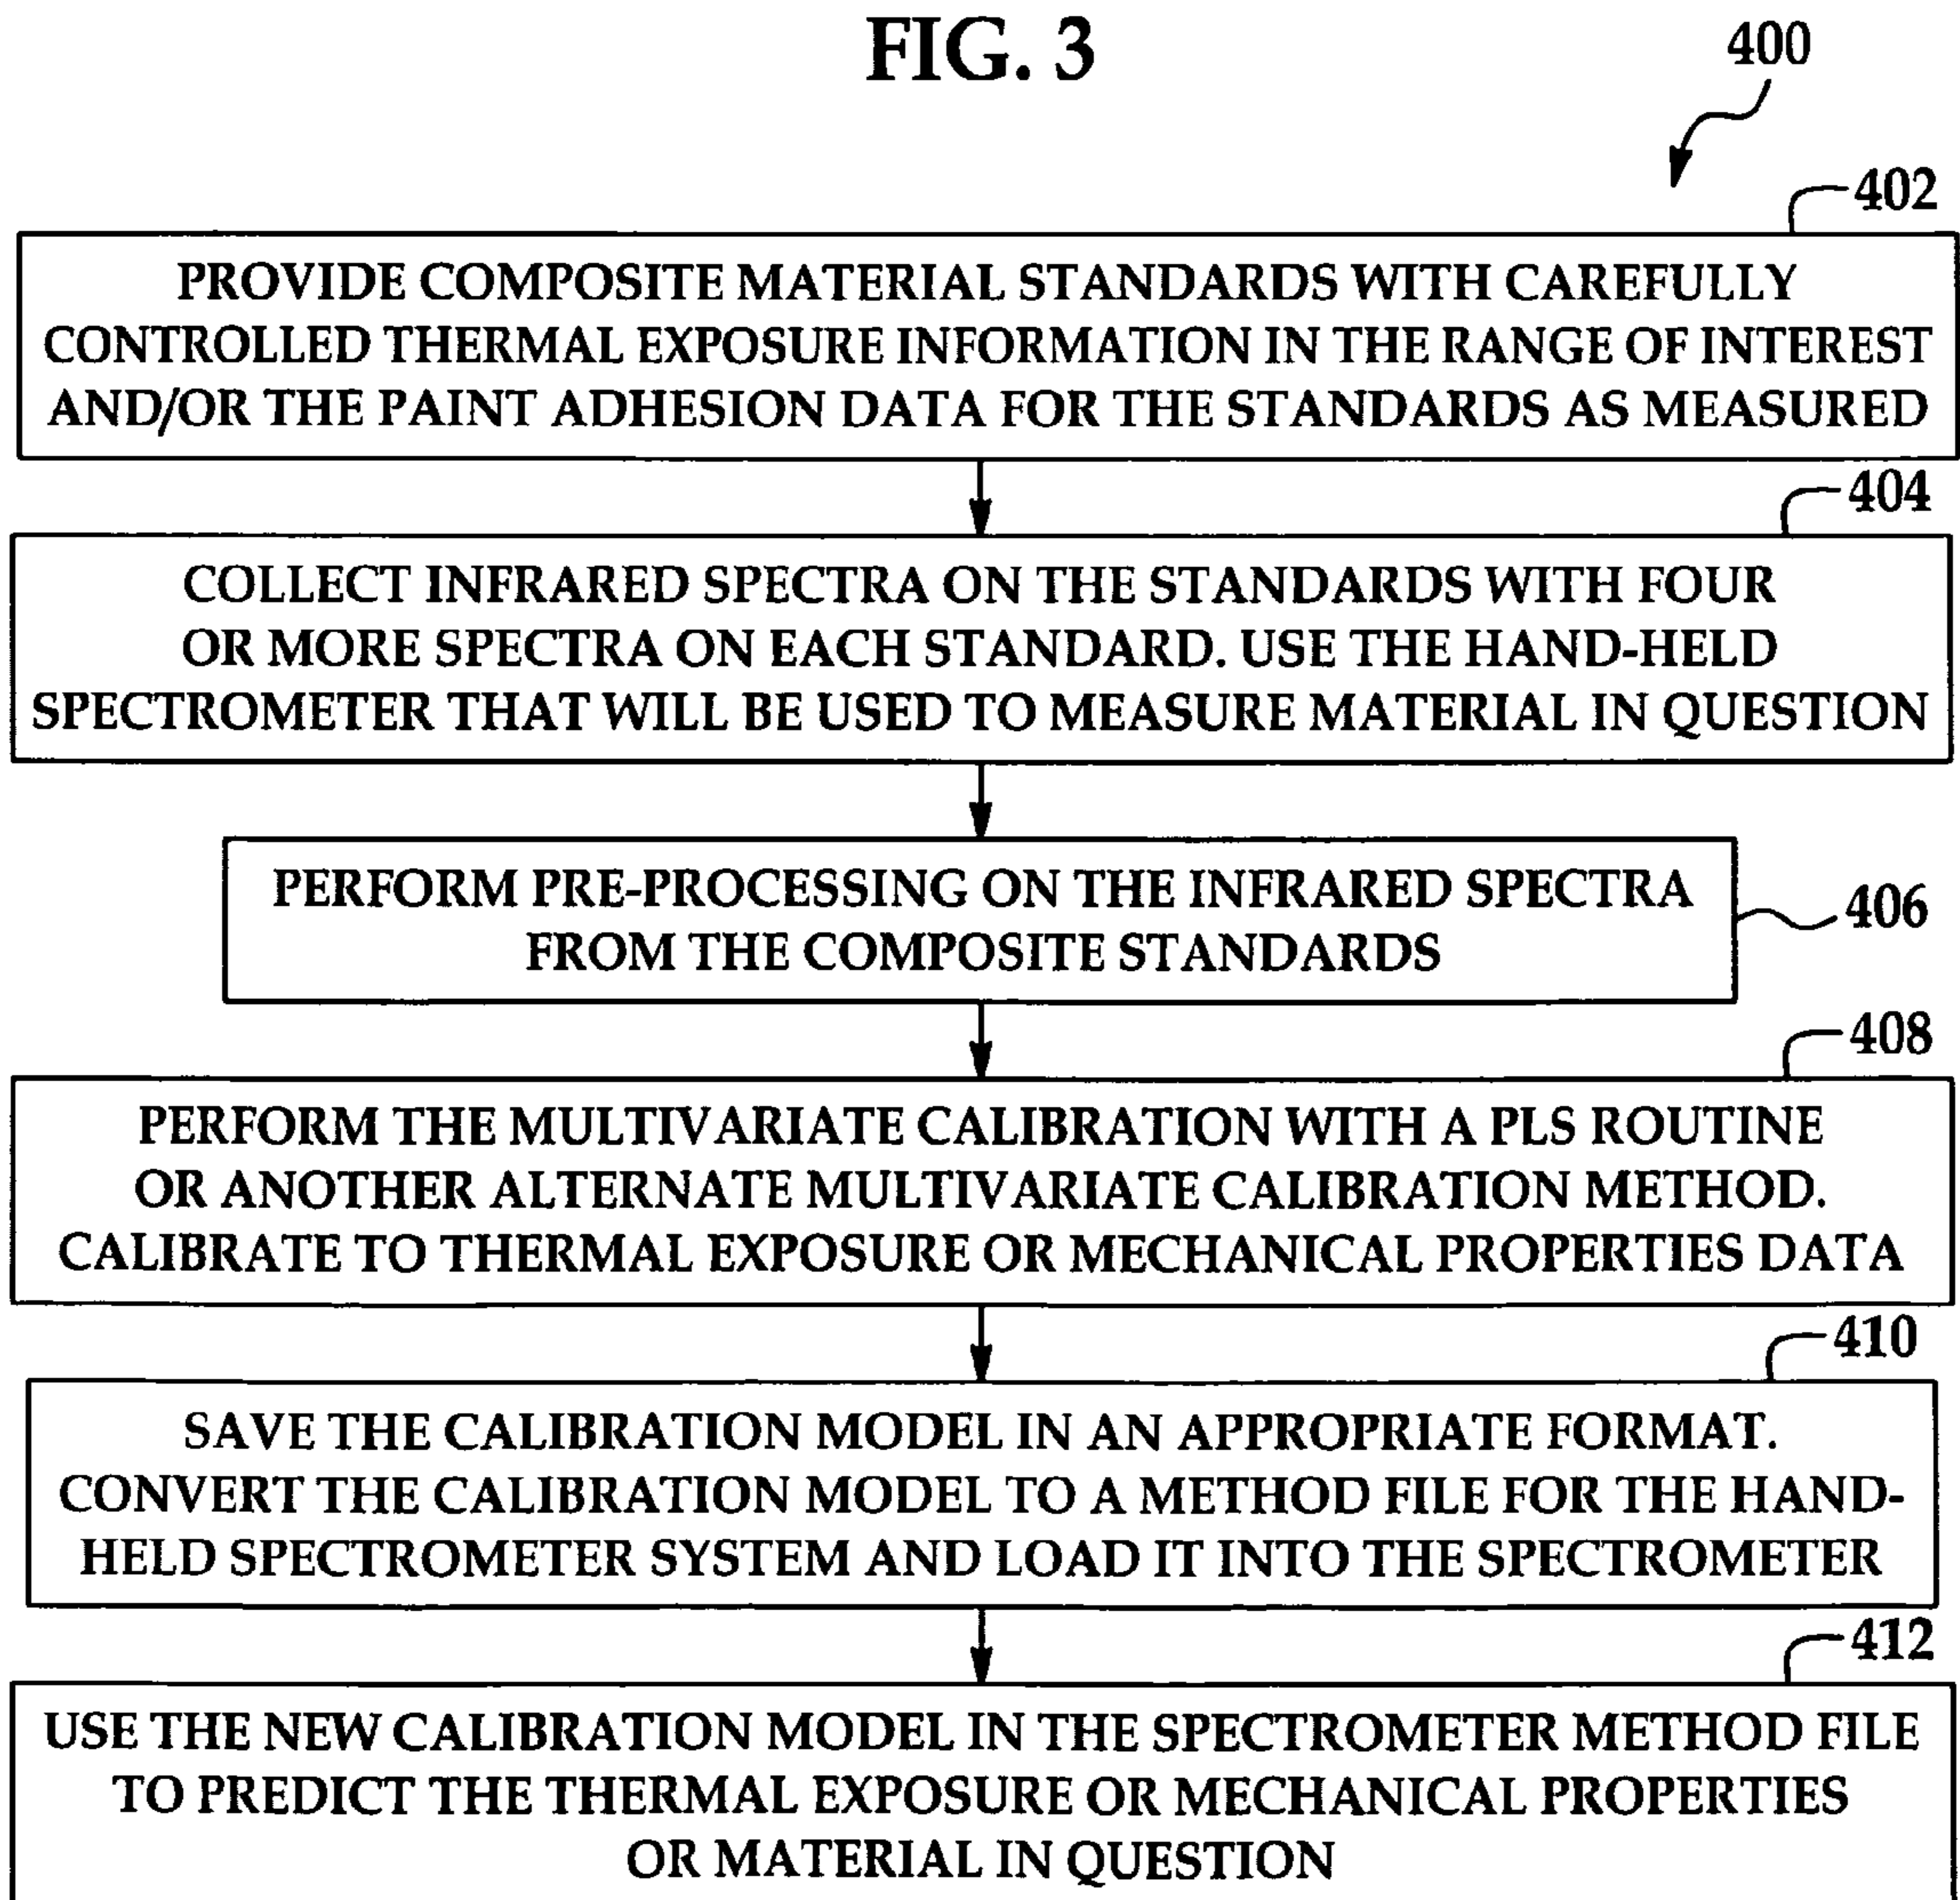 FIG. 3
400
402
PROVIDE COMPOSITE MATERIAL STANDARDS WITH CAREFULLY
CONTROLLED THERMAL EXPOSURE INFORMATION IN THE RANGE OF INTEREST
AND/OR THE PAINT ADHESION DATA FOR THE STANDARDS AS MEASURED
404
COLLECT INFRARED SPECTRA ON THE STANDARDS WITH FOUR
OR MORE SPECTRA ON EACH STANDARD. USE THE HAND-HELD
SPECTROMETER THAT WILL BE USED TO MEASURE MATERIAL IN QUESTION
PERFORM PRE-PROCESSING ON THE INFRARED SPECTRA
FROM THE COMPOSITE STANDARDS
406
408
PERFORM THE MULTIVARIATE CALIBRATION WITH A PLS ROUTINE
OR ANOTHER ALTERNATE MULTIVARIATE CALIBRATION METHOD.
CALIBRATE TO THERMAL EXPOSURE OR MECHANICAL PROPERTIES DATA
410
SAVE THE CALIBRATION MODEL IN AN APPROPRIATE FORMAT.
CONVERT THE CALIBRATION MODEL TO A METHOD FILE FOR THE HAND-
HELD SPECTROMETER SYSTEM AND LOAD IT INTO THE SPECTROMETER
412
USE THE NEW CALIBRATION MODEL IN THE SPECTROMETER METHOD FILE
TO PREDICT THE THERMAL EXPOSURE OR MECHANICAL PROPERTIES
OR MATERIAL IN QUESTION